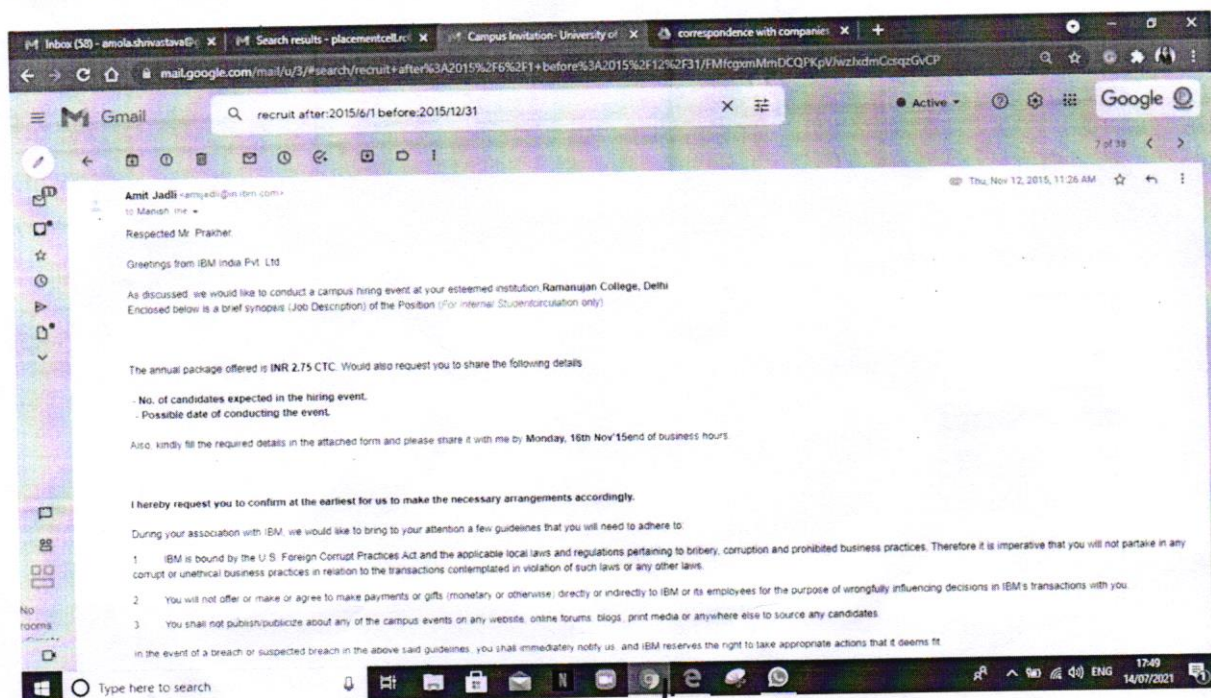 Inbox (58) - amola.shrivastava@g
Search results - placementcell.rc
Campus Invitation- University of
correspondence with companies
mail.google.com/mail/u/3/#search/recruit+after%3A2015%2F6%2F1+before%3A2015%2F12%2F31/
Gmail
recruit after:2015/6/1 before:2015/12/31
Active
Google
7 of 38
Amit Jadli <amijadli@in.ibm.com>
Thu, Nov 12, 2015, 11:26 AM
to Manish, me
Respected Mr. Prakher,
Greetings from IBM India Pvt. Ltd
As discussed, we would like to conduct a campus hiring event at your esteemed institution,Ramanujan College, Delhi
Enclosed below is a brief synopsis (Job Description) of the Position (For internal Studentcirculation only)
The annual package offered is INR 2.75 CTC. Would also request you to share the following details
- No. of candidates expected in the hiring event.
- Possible date of conducting the event.
Also, kindly fill the required details in the attached form and please share it with me by Monday, 16th Nov'15end of business hours.
I hereby request you to confirm at the earliest for us to make the necessary arrangements accordingly.
During your association with IBM, we would like to bring to your attention a few guidelines that you will need to adhere to:
1 IBM is bound by the U.S. Foreign Corrupt Practices Act and the applicable local laws and regulations pertaining to bribery, corruption and prohibited business practices. Therefore it is imperative that you will not partake in any
corrupt or unethical business practices in relation to the transactions contemplated in violation of such laws or any other laws.
2 You will not offer or make or agree to make payments or gifts (monetary or otherwise) directly or indirectly to IBM or its employees for the purpose of wrongfully influencing decisions in IBM's transactions with you.
3 You shall not publish/publicize about any of the campus events on any website, online forums, blogs, print media or anywhere else to source any candidates.
In the event of a breach or suspected breach in the above said guidelines, you shall immediately notify us, and IBM reserves the right to take appropriate actions that it deems fit
No
rooms
Type here to search
ENG
17:49
14/07/2021